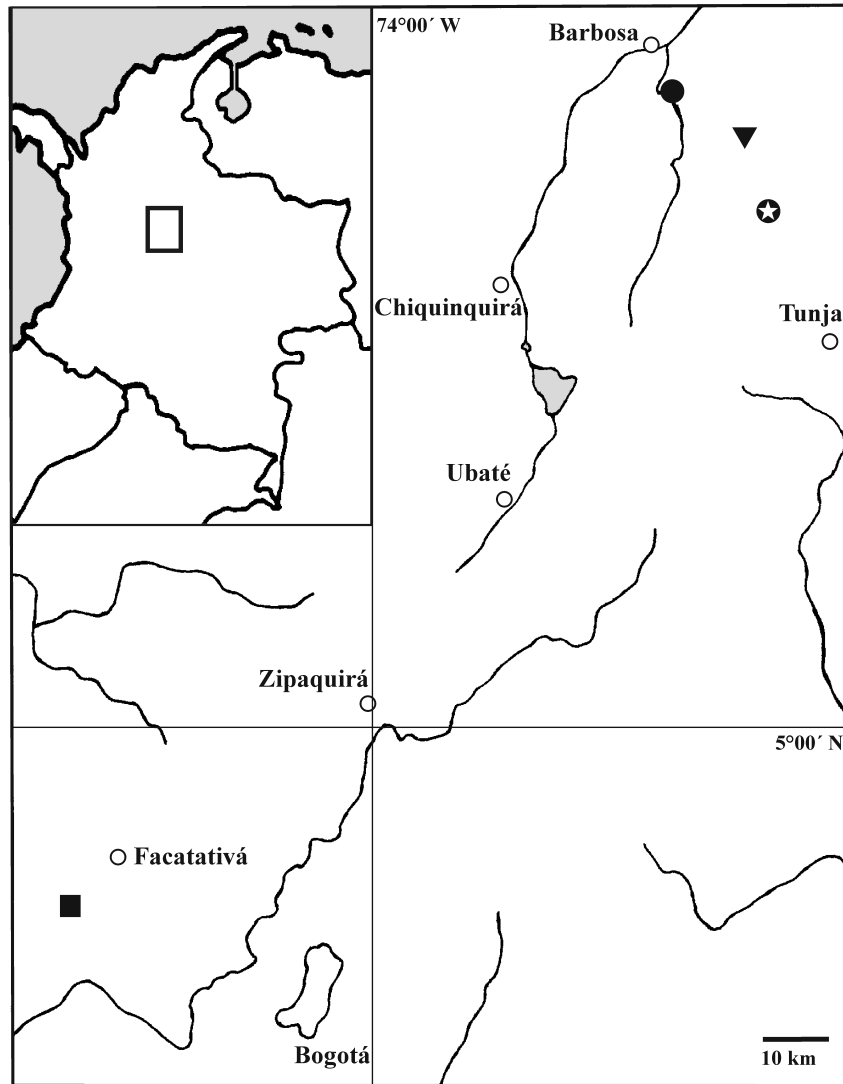 74°00´ W
Barbosa
Chiquinquirá
Tunja
Ubaté
Zipaquirá
5°00´ N
Facatativá
Bogotá
10 km